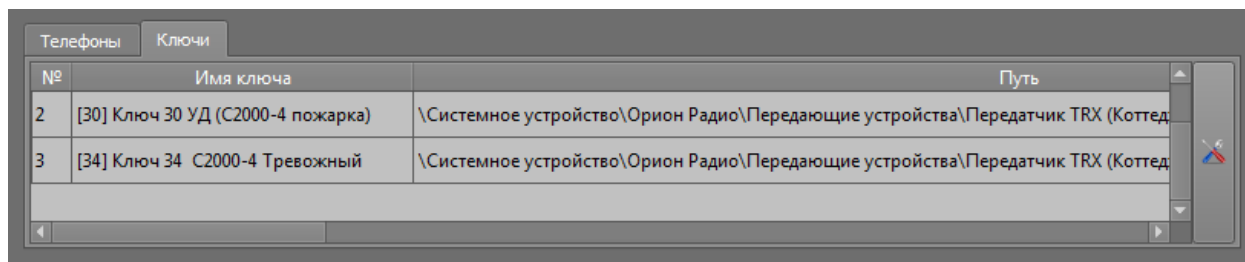 Телефоны Ключи
№ Имя ключа Путь
2 [30] Ключ 30 УД (С2000-4 пожарка) \Системное устройство\Орион Радио\Передающие устройства\Передатчик TRX
3 [34] Ключ 34 С2000-4 Тревожный \Системное устройство\Орион Радио\Передающие устройства\Передатчик TRX